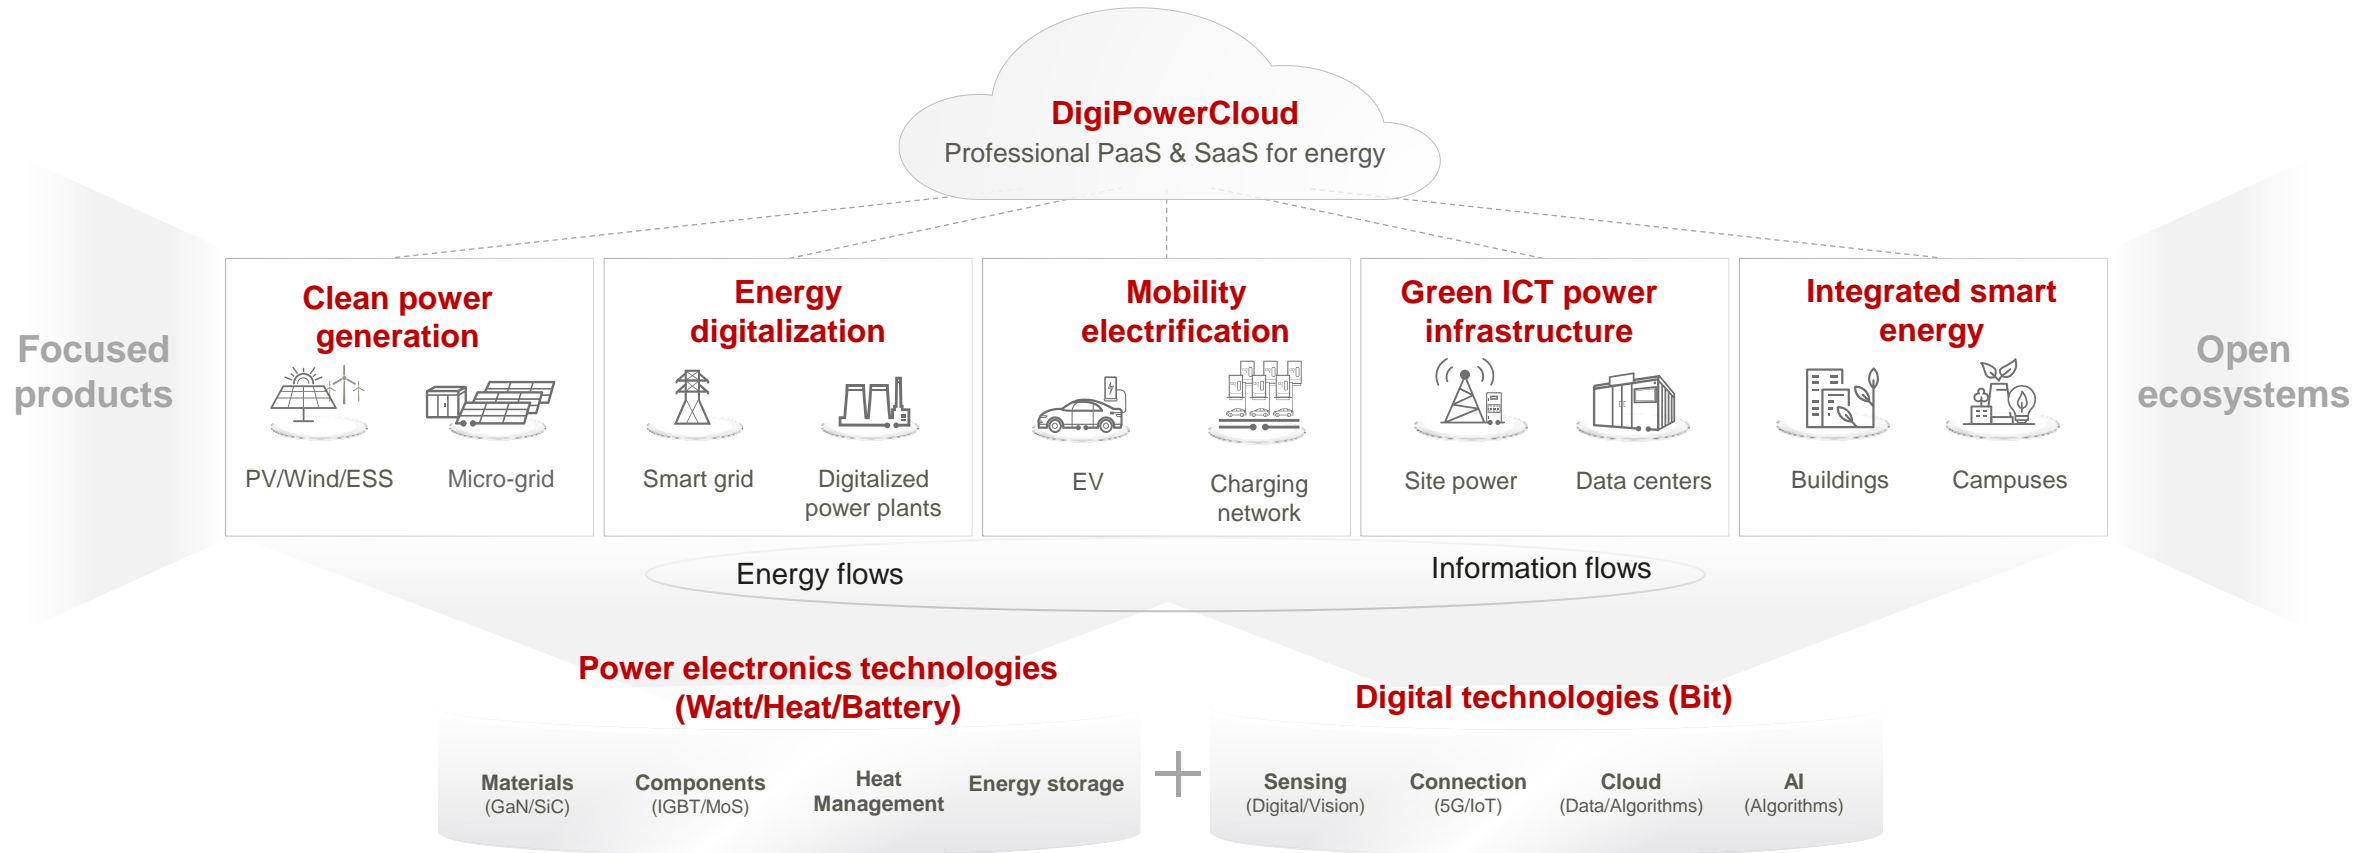 DigiPowerCloud
Professional PaaS & SaaS for energy
Focused
products
Clean power
generation
PV/Wind/ESS
Micro-grid
Energy
digitalization
Smart grid
Digitalized
power plants
Mobility
electrification
EV
Charging
network
Green ICT power
infrastructure
Site power
Data centers
Integrated smart
energy
Buildings
Campuses
Open
ecosystems
Energy flows
Information flows
Power electronics technologies
(Watt/Heat/Battery)
Materials
(GaN/SiC)
Components
(IGBT/MoS)
Heat
Management
Energy storage
+
Digital technologies (Bit)
Sensing
(Digital/Vision)
Connection
(5G/IoT)
Cloud
(Data/Algorithms)
AI
(Algorithms)